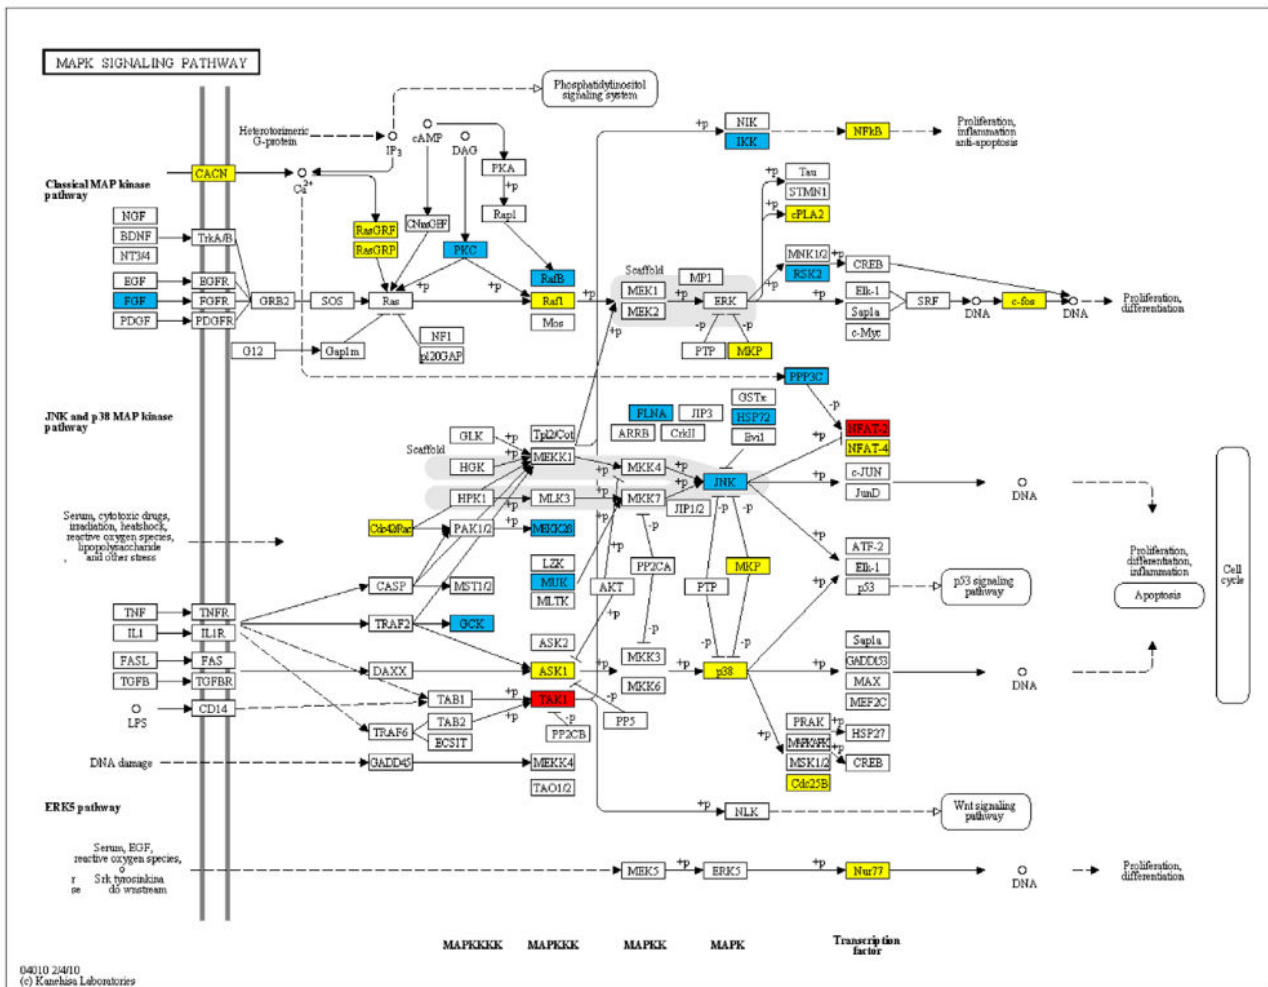 MAPK SIGNALING PATHWAY
Phosphatidylinositol
signaling system
Heterotorimeric
G-protein
IP3
cAMP
DAG
PKA
+p
Rap1
CACN
Ca2+
Classical MAP kinase
pathway
NGF
BDNF
NT3/4
TrkA/B
EGF
EGFR
FGF
FGFR
PDGF
PDGFR
GRB2
SOS
Ras
RasGRF
RasGRP
CNrasGEF
PKC
+p
+p
RafB
Raf1
Mos
+p
G12
Gap1m
NF1
p120GAP
+p
NIK
IKK
NFkB
Proliferation,
inflammation
anti-apoptosis
+p
Tau
STMN1
+p
cPLA2
Scaffold
MP1
MEK1
MEK2
+p
ERK
+p
+p
MNK1/2
RSK2
+p
CREB
+p
Elk-1
Sap1a
c-Myc
SRF
DNA
c-fos
DNA
Proliferation,
differentiation
-p
-p
PTP
MKP
PPP3C
-p
JNK and p38 MAP kinase
pathway
NFAT-2
NFAT-4
FLNA
JIP3
ARRB
CrkII
GSTπ
HSP72
Evi1
Scaffold
GLK
HGK
HPK1
+p
Tpl2/Cot
MEKK1
MLK3
+p
+p
+p
MKK4
MKK7
+p
+p
JNK
JIP1/2
+p
c-JUN
JunD
DNA
Serum, cytotoxic drugs,
irradiation, heatshock,
reactive oxygen species,
lipopolysaccharide
and other stress
Cdc42/Rac
PAK1/2
+p
MEKK2/3
LZK
MUK
MLTK
+p
-p
PP2CA
AKT
+p
-p
-p
-p
PTP
MKP
-p
-p
+p
+p
ATF-2
Elk-1
p53
p53 signaling
pathway
Proliferation,
differentiation,
inflammation
Apoptosis
Cell
cycle
CASP
MST1/2
TNF
TNFR
IL1
IL1R
TRAF2
GCK
FASL
FAS
TGFB
TGFBR
DAXX
LPS
CD14
ASK2
ASK1
+p
MKK3
MKK6
+p
p38
+p
Sap1a
GADD153
MAX
MEF2C
DNA
TAB1
+p
TAK1
-p
PP5
TAB2
+p
-p
PP2CB
TRAF6
ECSIT
PRAK
+p
HSP27
MAPKAPK
+p
MSK1/2
+p
CREB
Cdc25B
DNA damage
GADD45
MEKK4
TAO1/2
ERK5 pathway
+p
NLK
Wnt signaling
pathway
Serum, EGF,
reactive oxygen species,
r
se
Srk tyrosinkina
do wnstream
MEK5
+p
ERK5
+p
Nur77
DNA
Proliferation,
differentiation
MAPKKKK
MAPKKK
MAPKK
MAPK
Transcription
factor
04010 2/4/10
(c) Kanehisa Laboratories